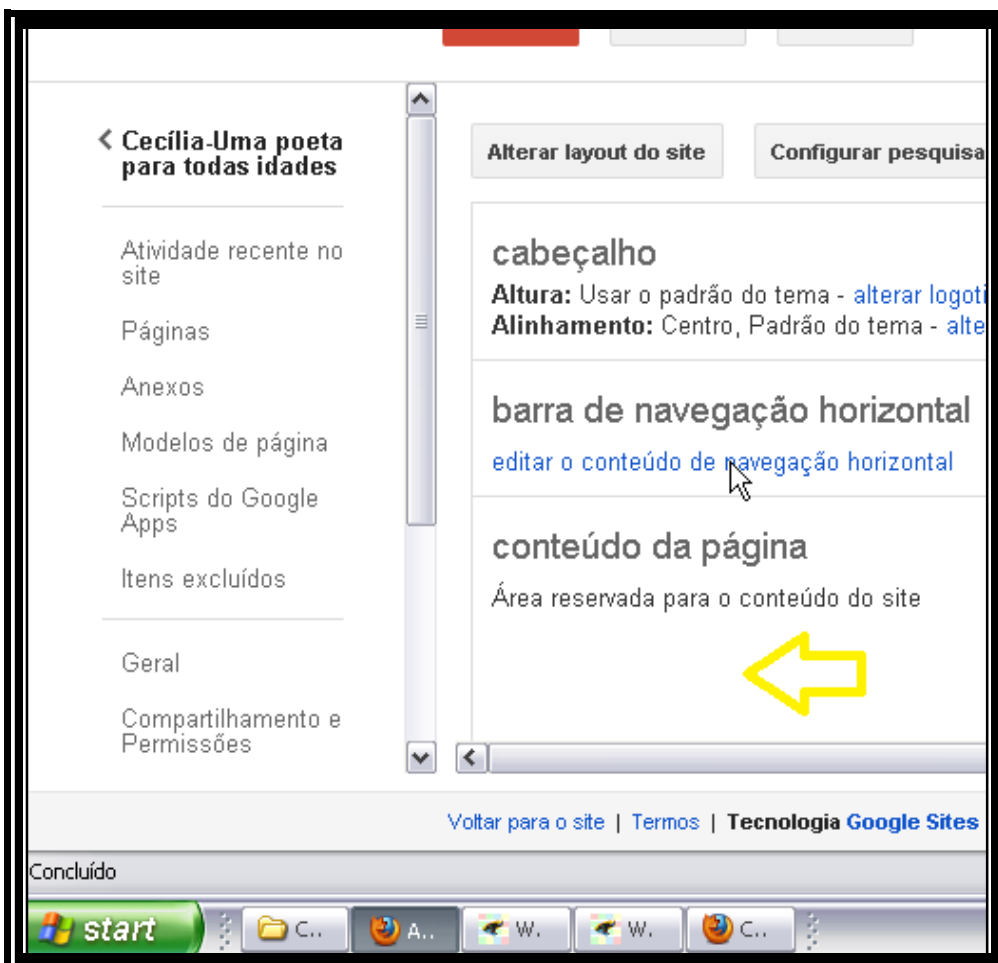 Cecília-Uma poeta
para todas idades
Atividade recente no
site
Páginas
Anexos
Modelos de página
Scripts do Google
Apps
Itens excluídos
Geral
Compartilhamento e
Permissões
Alterar layout do site
Configurar pesquisa
cabeçalho
Altura: Usar o padrão do tema - alterar logoti
Alinhamento: Centro, Padrão do tema - alte
barra de navegação horizontal
editar o conteúdo de navegação horizontal
conteúdo da página
Área reservada para o conteúdo do site
Voltar para o site | Termos | Tecnologia Google Sites
Concluído
start
C..
A..
W.
W.
C..